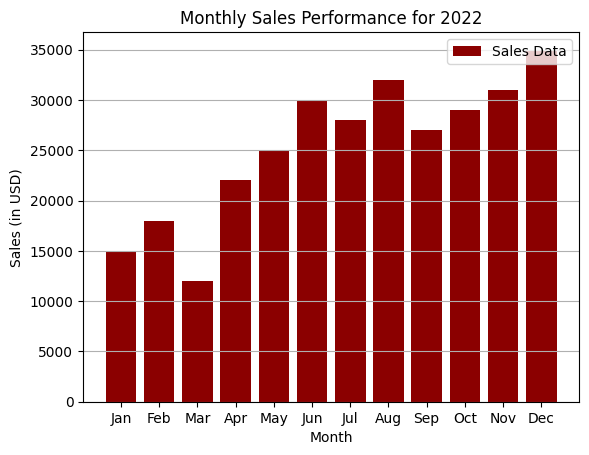 Monthly Sales Performance for 2022
Sales Data
Sales (in USD)
35000
30000
25000
20000
15000
10000
5000
0
Jan Feb Mar Apr May Jun Jul Aug Sep Oct Nov Dec
Month